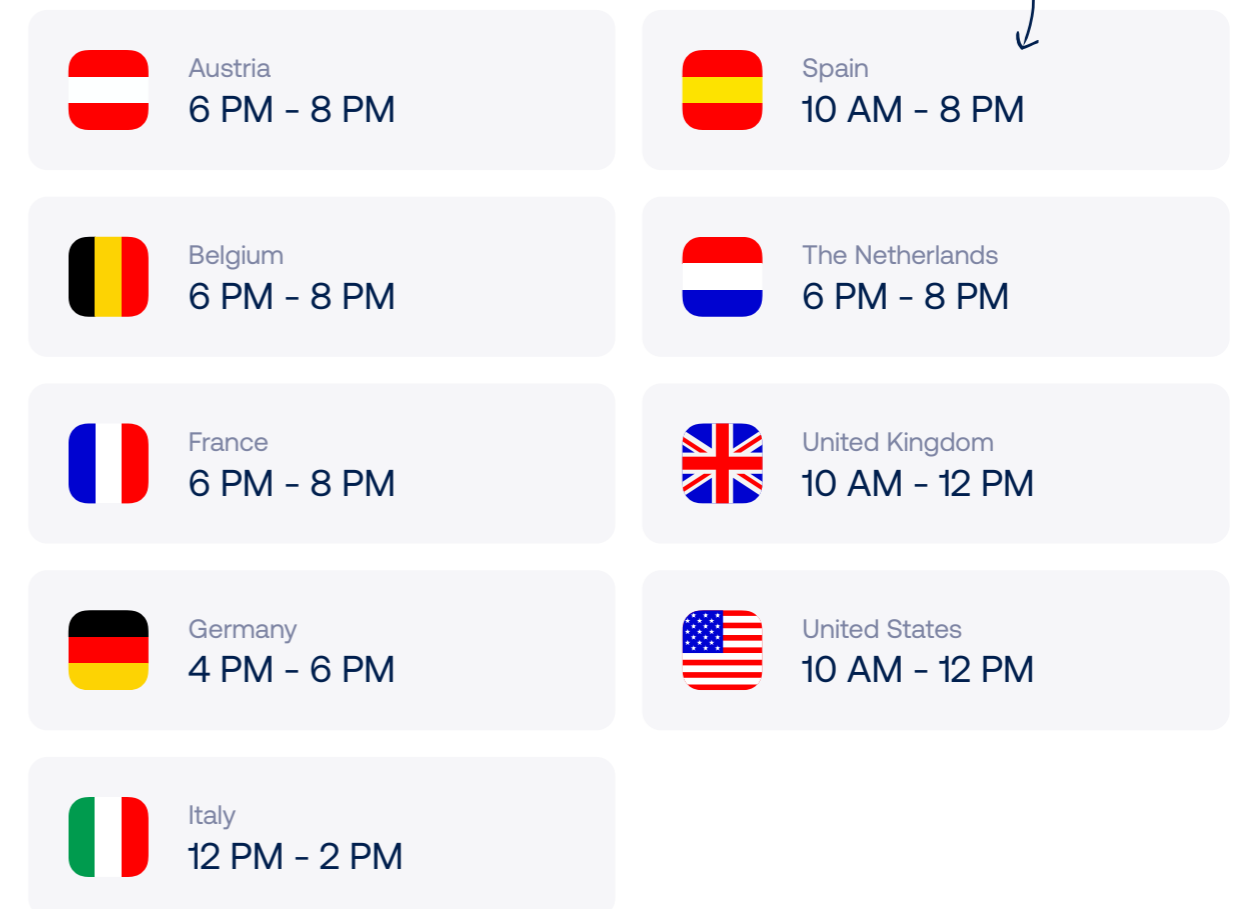 Austria
6 PM - 8 PM
Spain
10 AM - 8 PM
Belgium
6 PM - 8 PM
The Netherlands
6 PM - 8 PM
France
6 PM - 8 PM
United Kingdom
10 AM - 12 PM
Germany
4 PM - 6 PM
United States
10 AM - 12 PM
Italy
12 PM - 2 PM